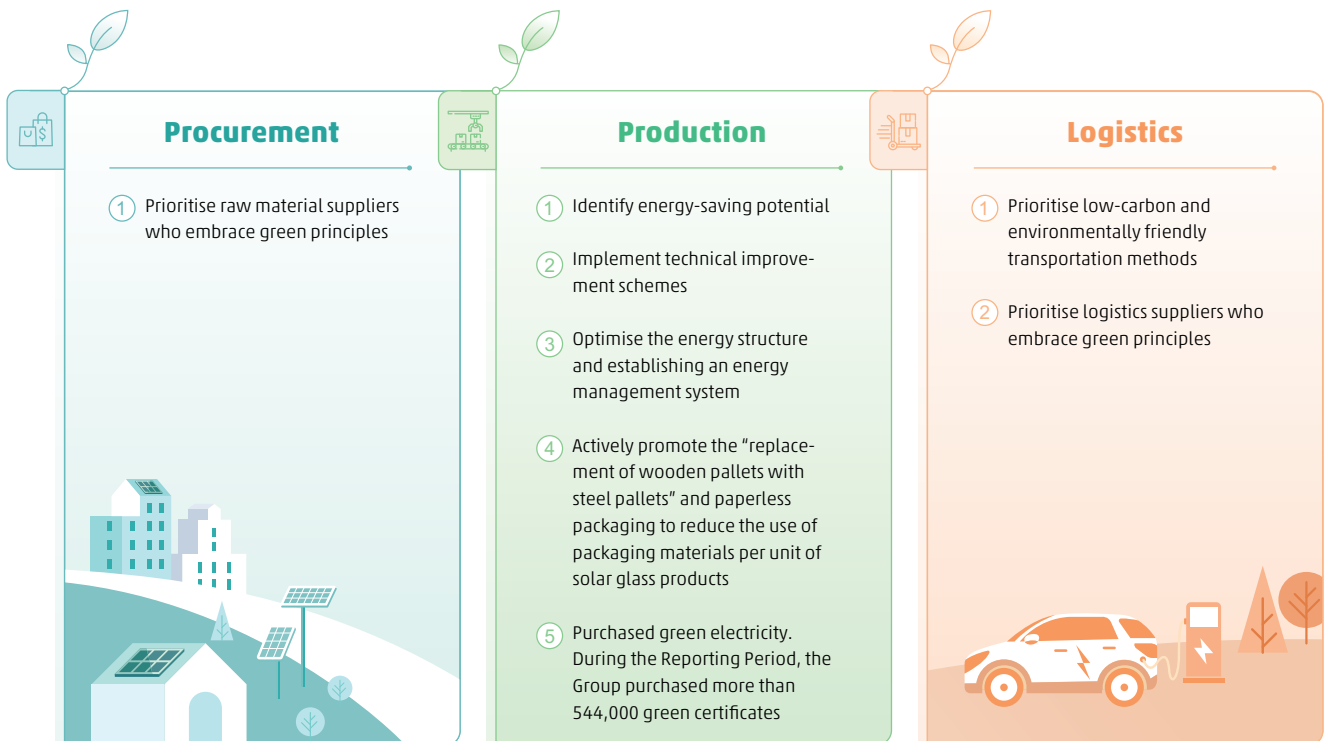 Procurement
1 Prioritise raw material suppliers
who embrace green principles
Production
1 Identify energy-saving potential
2 Implement technical improve-
ment schemes
3 Optimise the energy structure
and establishing an energy
management system
4 Actively promote the “replace-
ment of wooden pallets with
steel pallets” and paperless
packaging to reduce the use of
packaging materials per unit of
solar glass products
5 Purchased green electricity.
During the Reporting Period, the
Group purchased more than
544,000 green certificates
Logistics
1 Prioritise low-carbon and
environmentally friendly
transportation methods
2 Prioritise logistics suppliers who
embrace green principles